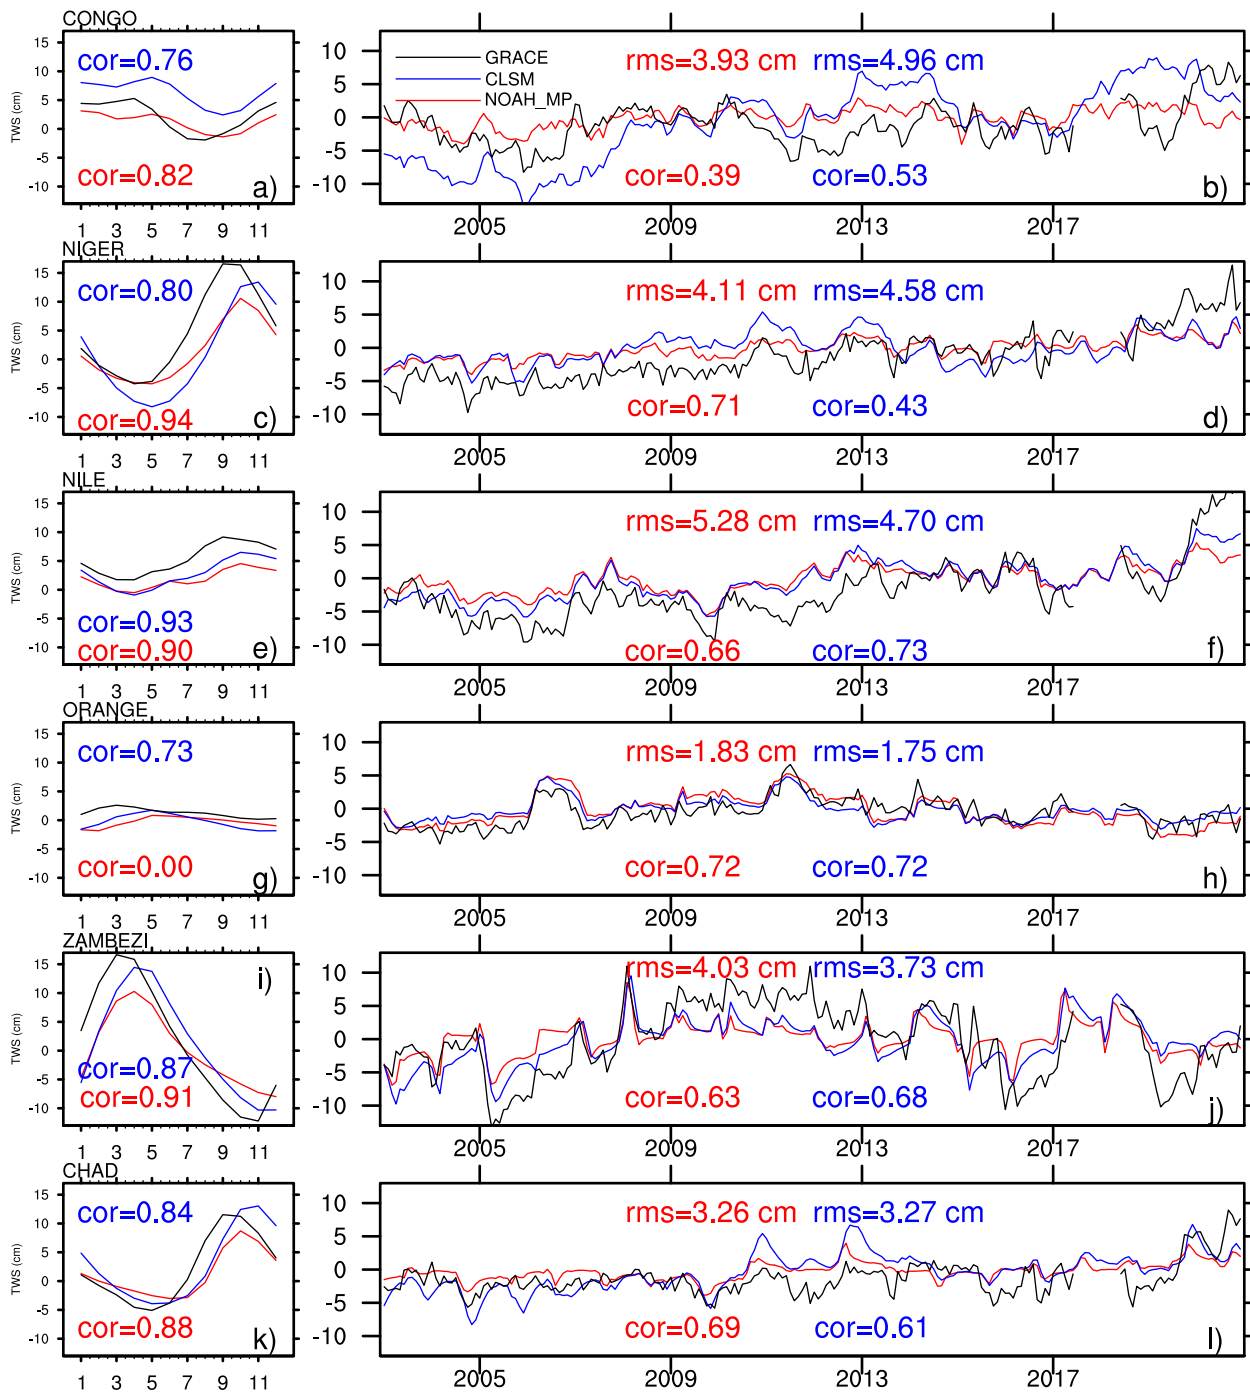 CONGO
TWS (cm)
15
10
5
0
-5
-10
cor=0.76
cor=0.82
a)
1 3 5 7 9 11
10
5
0
-5
-10
GRACE
CLSM
NOAH_MP
rms=3.93 cm rms=4.96 cm
cor=0.39 cor=0.53
b)
2005 2009 2013 2017
NIGER
TWS (cm)
15
10
5
0
-5
-10
cor=0.80
cor=0.94
c)
1 3 5 7 9 11
10
5
0
-5
-10
rms=4.11 cm rms=4.58 cm
cor=0.71 cor=0.43
d)
2005 2009 2013 2017
NILE
TWS (cm)
15
10
5
0
-5
-10
cor=0.93
cor=0.90
e)
1 3 5 7 9 11
10
5
0
-5
-10
rms=5.28 cm rms=4.70 cm
cor=0.66 cor=0.73
f)
2005 2009 2013 2017
ORANGE
TWS (cm)
15
10
5
0
-5
-10
cor=0.73
cor=0.00
g)
1 3 5 7 9 11
10
5
0
-5
-10
rms=1.83 cm rms=1.75 cm
cor=0.72 cor=0.72
h)
2005 2009 2013 2017
ZAMBEZI
TWS (cm)
15
10
5
0
-5
-10
i)
cor=0.87
cor=0.91
1 3 5 7 9 11
10
5
0
-5
-10
rms=4.03 cm rms=3.73 cm
cor=0.63 cor=0.68
j)
2005 2009 2013 2017
CHAD
TWS (cm)
15
10
5
0
-5
-10
cor=0.84
cor=0.88
k)
1 3 5 7 9 11
10
5
0
-5
-10
rms=3.26 cm rms=3.27 cm
cor=0.69 cor=0.61
l)
2005 2009 2013 2017